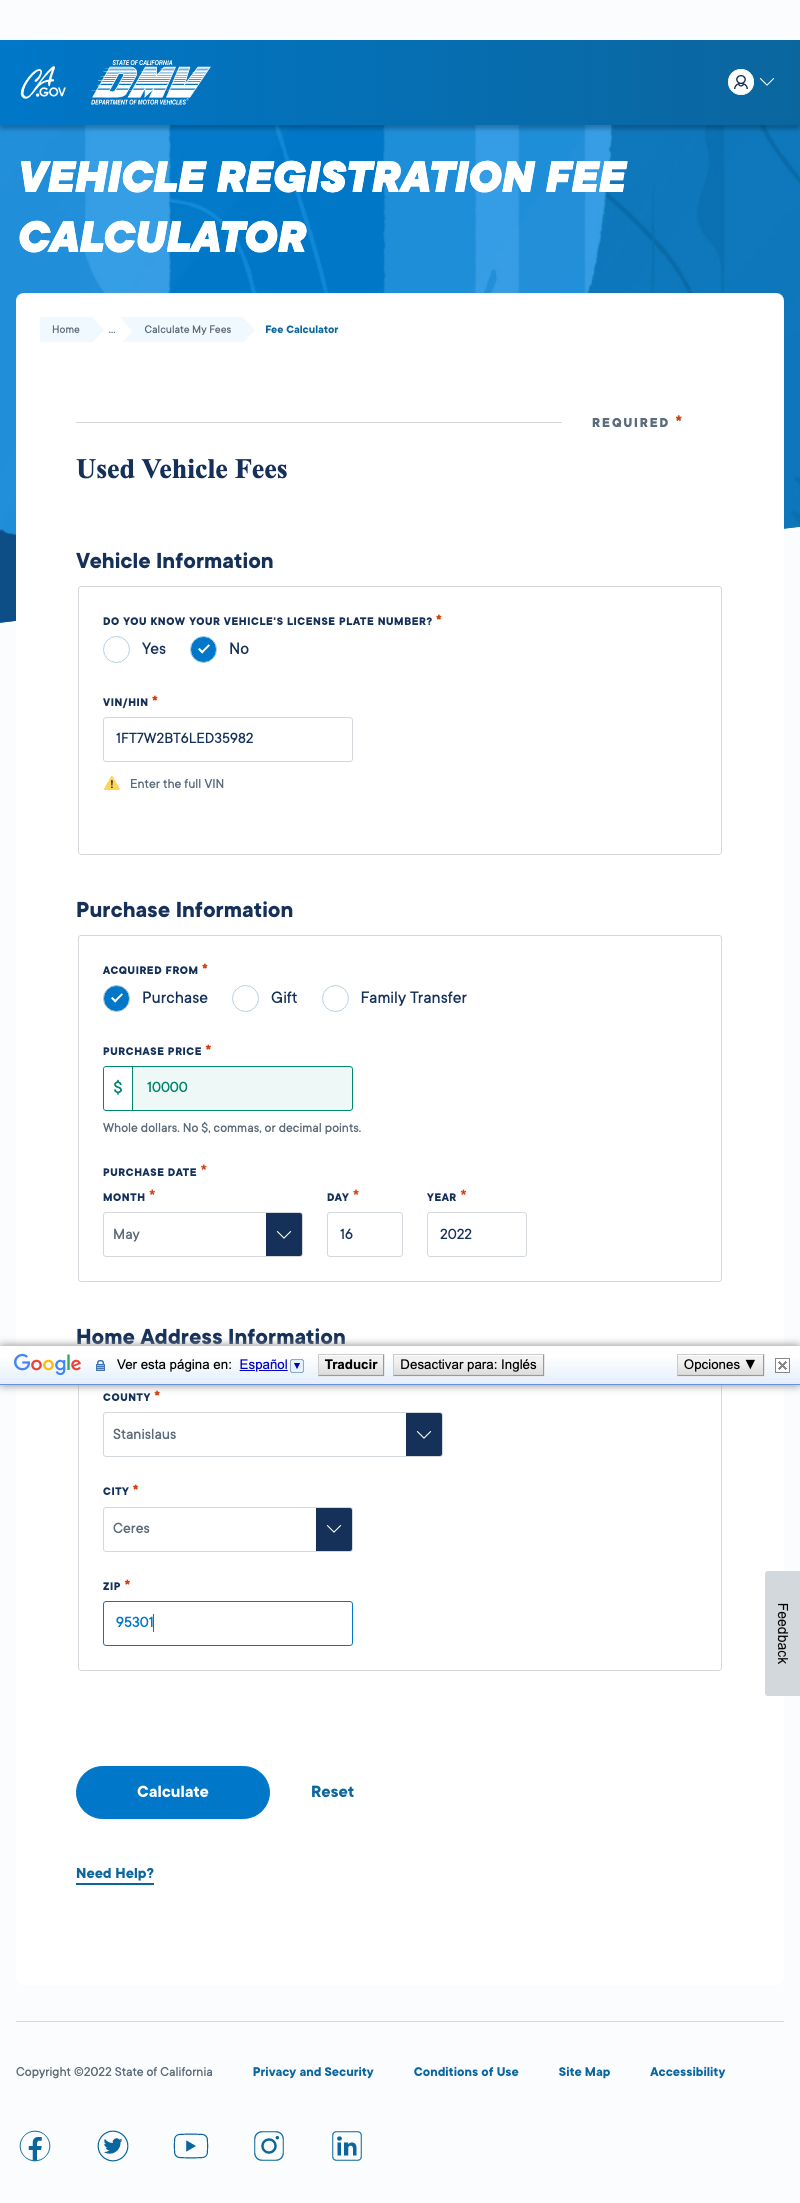 CA
.GOV
STATE OF CALIFORNIA
DMV
DEPARTMENT OF MOTOR VEHICLES
VEHICLE REGISTRATION FEE
CALCULATOR
Home ... Calculate My Fees Fee Calculator
REQUIRED *
Used Vehicle Fees
Vehicle Information
DO YOU KNOW YOUR VEHICLE'S LICENSE PLATE NUMBER? *
Yes No
VIN/HIN *
1FT7W2BT6LED35982
Enter the full VIN
Purchase Information
ACQUIRED FROM *
Purchase Gift Family Transfer
PURCHASE PRICE *
$ 10000
Whole dollars. No $, commas, or decimal points.
PURCHASE DATE *
MONTH * DAY * YEAR *
May 16 2022
Home Address Information
Google Ver esta página en: Español Traducir Desactivar para: Inglés Opciones ▼
COUNTY *
Stanislaus
CITY *
Ceres
ZIP *
95301
Feedback
Calculate Reset
Need Help?
Copyright ©2022 State of California Privacy and Security Conditions of Use Site Map Accessibility